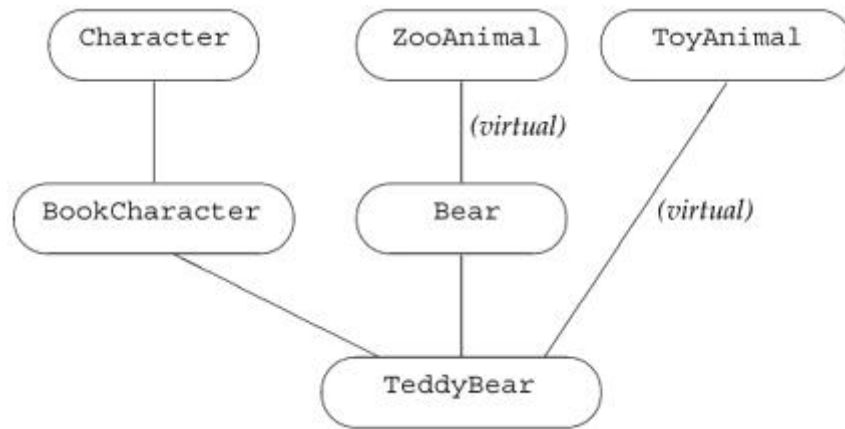 Character
ZooAnimal
ToyAnimal
(virtual)
BookCharacter
Bear
(virtual)
TeddyBear